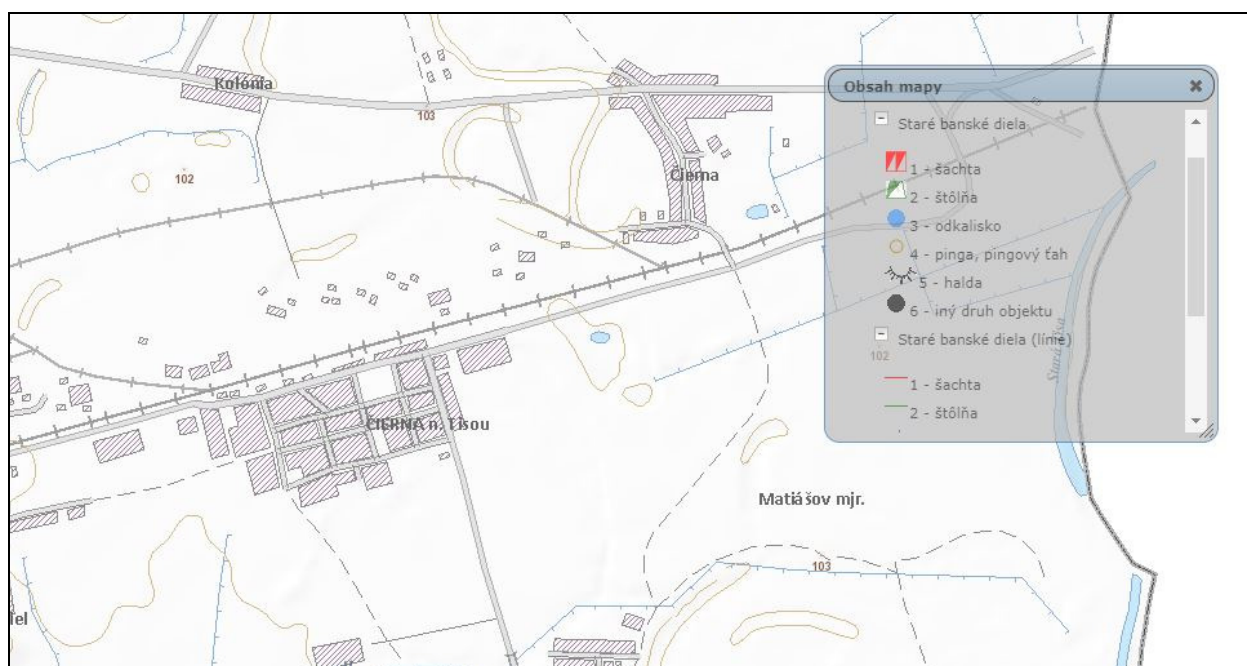 Kolónia
103
102
Čierna
ČIERNA n. Tisou
Matiášov mjr.
103
Stará Tisa
Obsah mapy
Staré banské diela
1 - šachta
2 - štôlňa
3 - odkalisko
4 - pinga, pingový ťah
5 - halda
6 - iný druh objektu
Staré banské diela (línie)
102
1 - šachta
2 - štôlňa